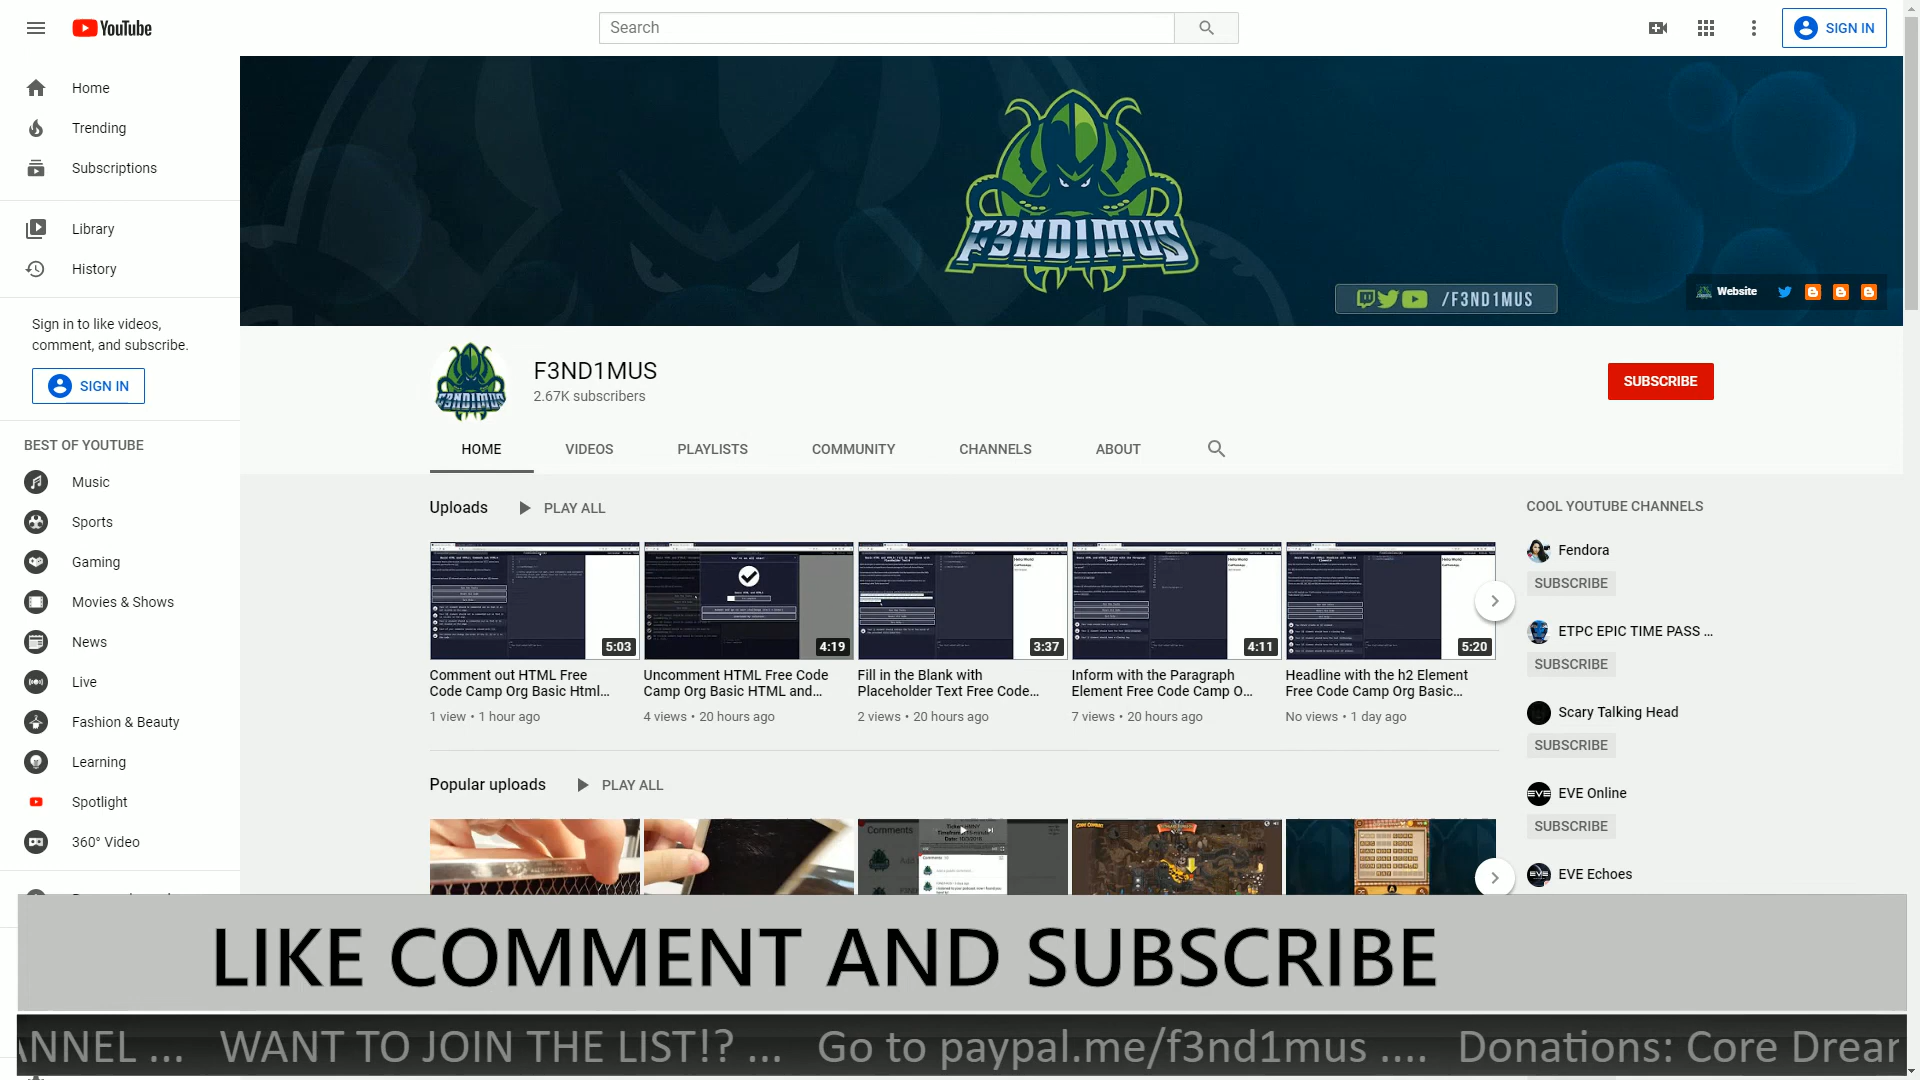 YouTube
Search
SIGN IN
Home
Trending
Subscriptions
Library
History
Sign in to like videos,
comment, and subscribe.
SIGN IN
BEST OF YOUTUBE
Music
Sports
Gaming
Movies & Shows
News
Live
Fashion & Beauty
Learning
Spotlight
360° Video
F3ND1MUS
/F3ND1MUS
Website
F3ND1MUS
2.67K subscribers
SUBSCRIBE
HOME
VIDEOS
PLAYLISTS
COMMUNITY
CHANNELS
ABOUT
Uploads
PLAY ALL
5:03
4:19
3:37
4:11
5:20
Comment out HTML Free
Code Camp Org Basic Html...
1 view • 1 hour ago
Uncomment HTML Free Code
Camp Org Basic HTML and...
4 views • 20 hours ago
Fill in the Blank with
Placeholder Text Free Code...
2 views • 20 hours ago
Inform with the Paragraph
Element Free Code Camp O...
7 views • 20 hours ago
Headline with the h2 Element
Free Code Camp Org Basic...
No views • 1 day ago
Popular uploads
PLAY ALL
Comments
COOL YOUTUBE CHANNELS
Fendora
SUBSCRIBE
ETPC EPIC TIME PASS ...
SUBSCRIBE
Scary Talking Head
SUBSCRIBE
EVE Online
SUBSCRIBE
EVE Echoes
LIKE COMMENT AND SUBSCRIBE
ANNEL ... WANT TO JOIN THE LIST!? ... Go to paypal.me/f3nd1mus .... Donations: Core Drear